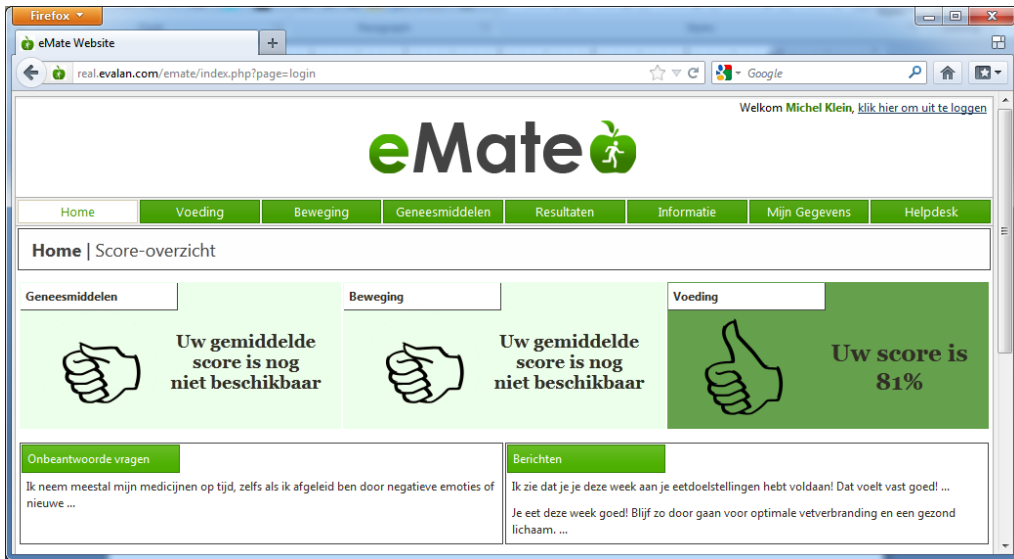 Firefox
eMate Website
real.evalan.com/emate/index.php?page=login
Google
Welkom Michel Klein, klik hier om uit te loggen
eMate
Home Voeding Beweging Geneesmiddelen Resultaten Informatie Mijn Gegevens Helpdesk
Home | Score-overzicht
Geneesmiddelen
Uw gemiddelde
score is nog
niet beschikbaar
Beweging
Uw gemiddelde
score is nog
niet beschikbaar
Voeding
Uw score is
81%
Onbeantwoorde vragen
Ik neem meestal mijn medicijnen op tijd, zelfs als ik afgeleid ben door negatieve emoties of
nieuwe ...
Berichten
Ik zie dat je je deze week aan je eetdoelstellingen hebt voldaan! Dat voelt vast goed! ...
Je eet deze week goed! Blijf zo door gaan voor optimale vetverbranding en een gezond
lichaam. ...